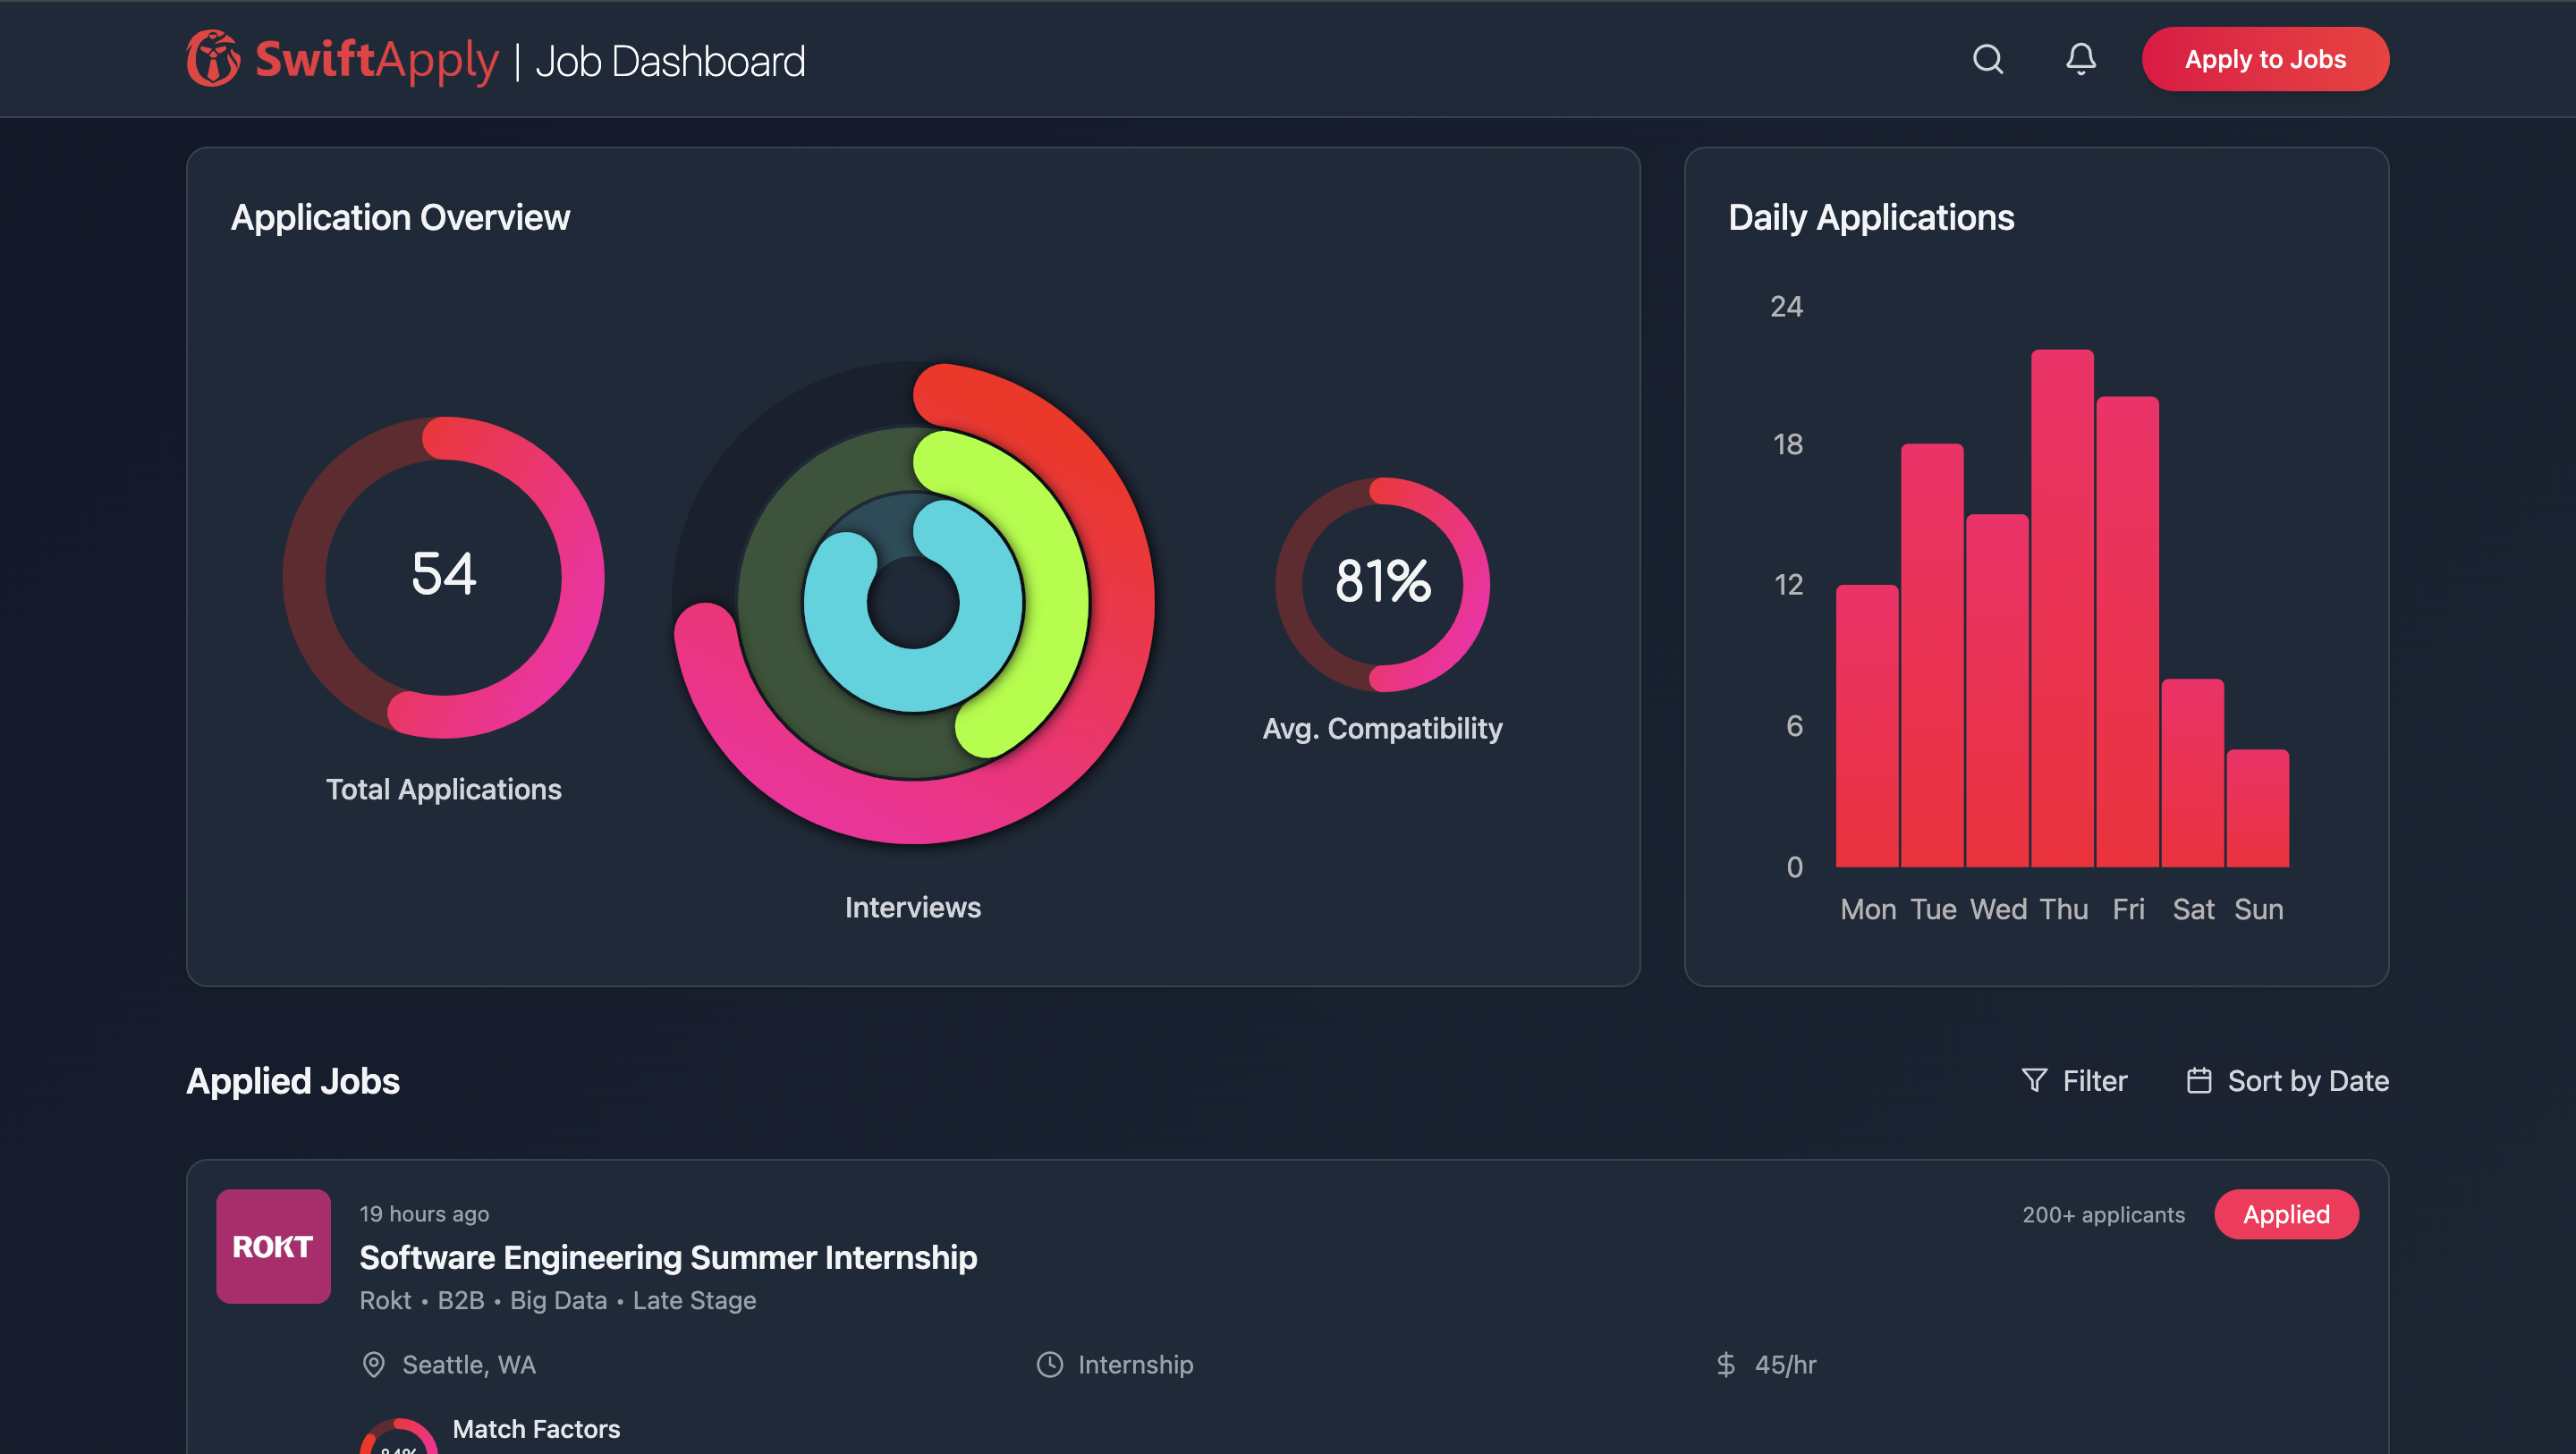 SwiftApply | Job Dashboard
Apply to Jobs
Application Overview
54
Total Applications
Interviews
81%
Avg. Compatibility
Daily Applications
24
18
12
6
0
Mon Tue Wed Thu Fri Sat Sun
Applied Jobs
Filter
Sort by Date
ROKT
19 hours ago
200+ applicants
Applied
Software Engineering Summer Internship
Rokt • B2B • Big Data • Late Stage
Seattle, WA
Internship
$ 45/hr
Match Factors